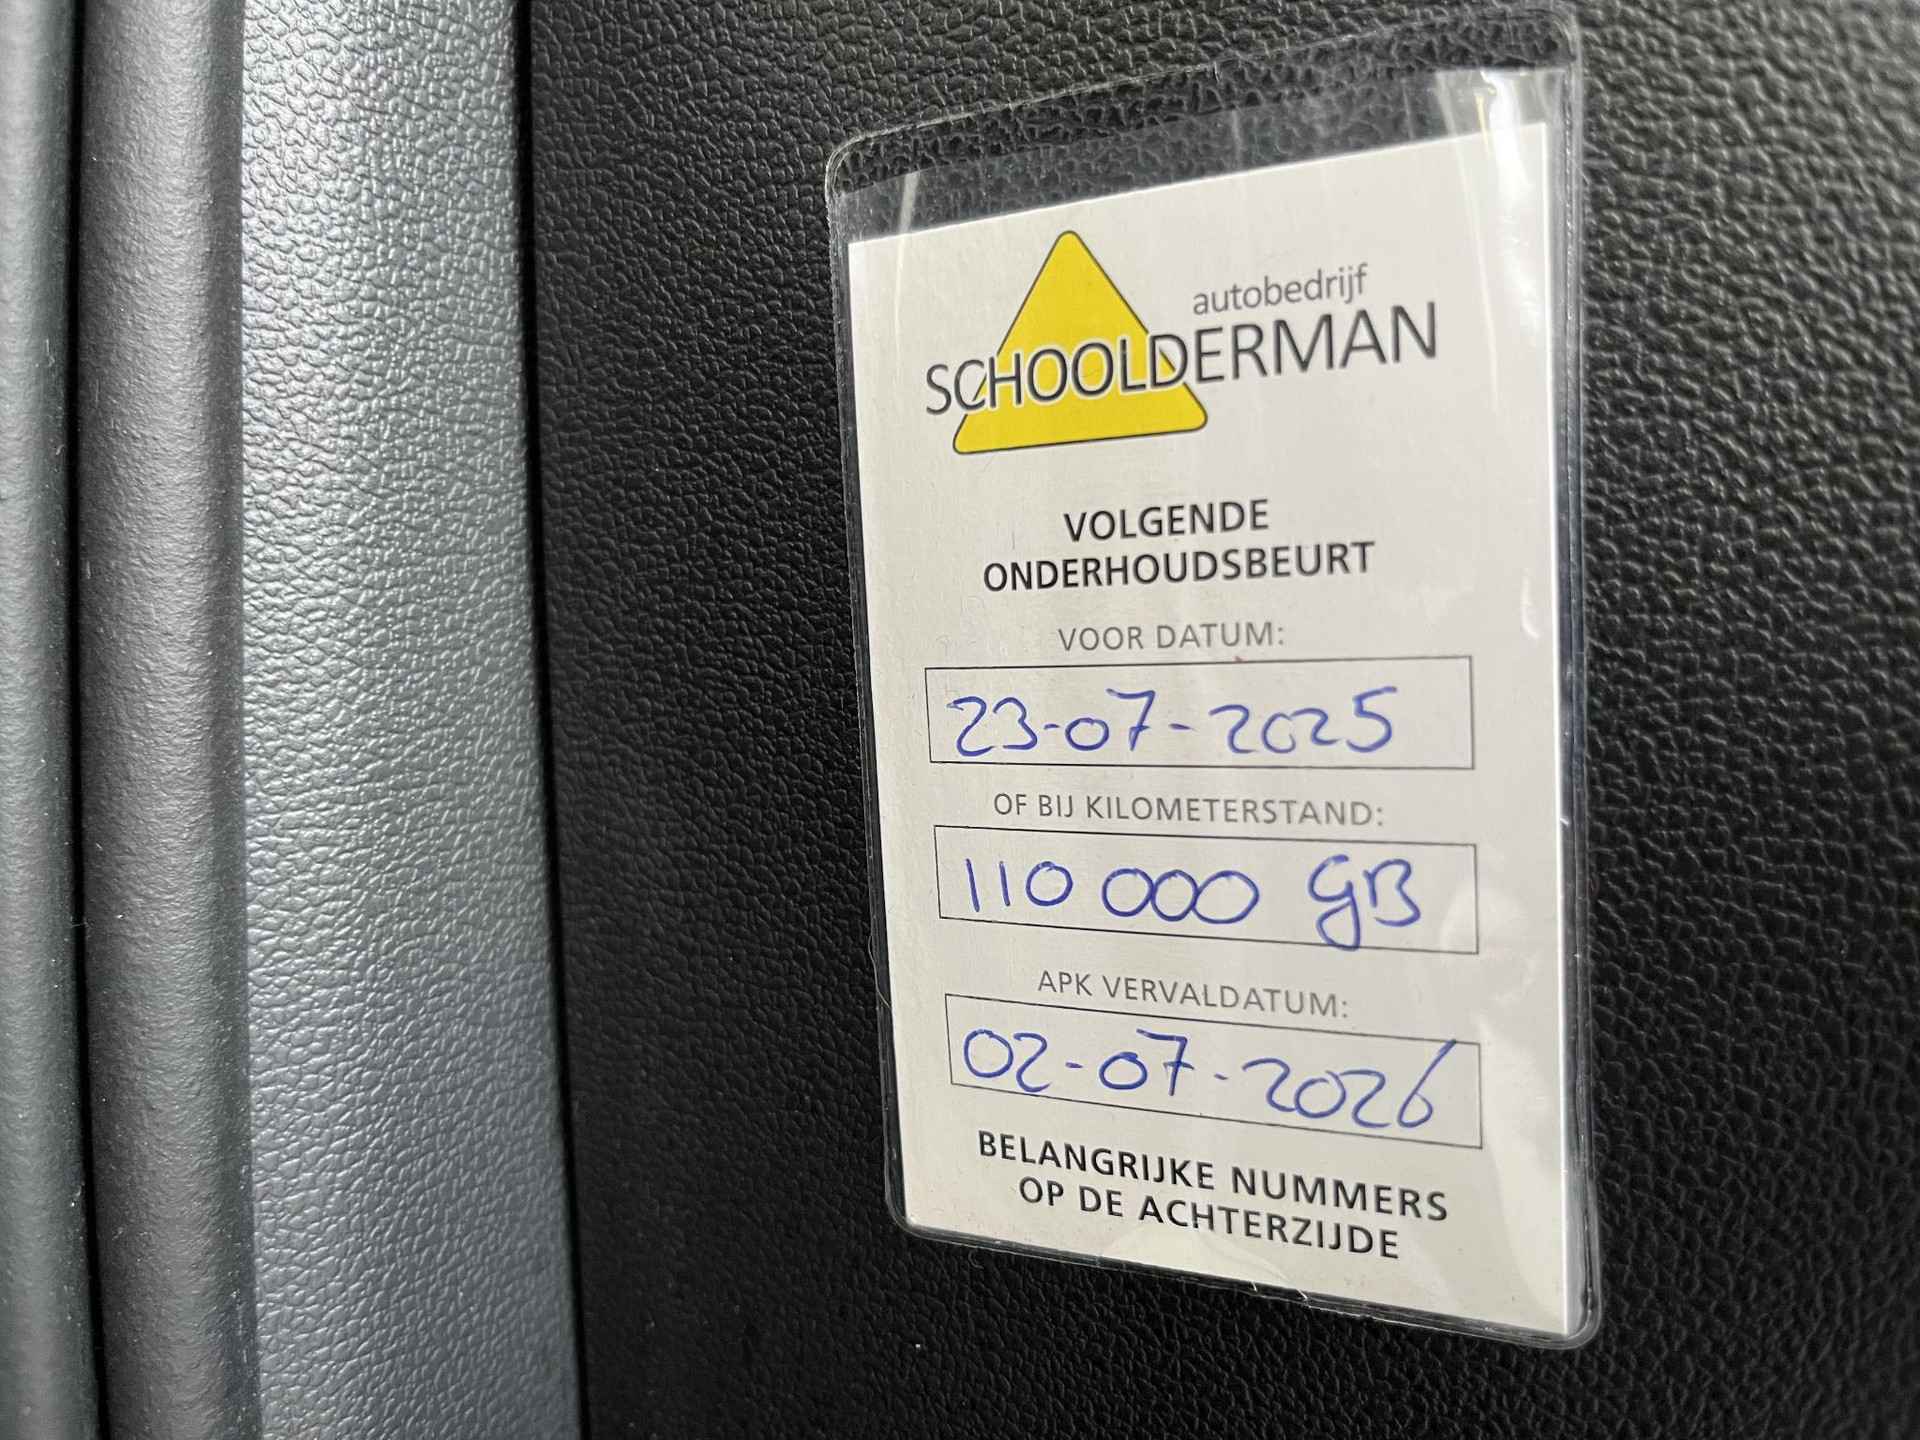 autobedrijf
SCHOOLDERMAN
VOLGENDE
ONDERHOUDSBEURT
VOOR DATUM:
23-07-2025
OF BIJ KILOMETERSTAND:
110 000 GB
APK VERVALDATUM:
02-07-2026
BELANGRIJKE NUMMERS
OP DE ACHTERZIJDE